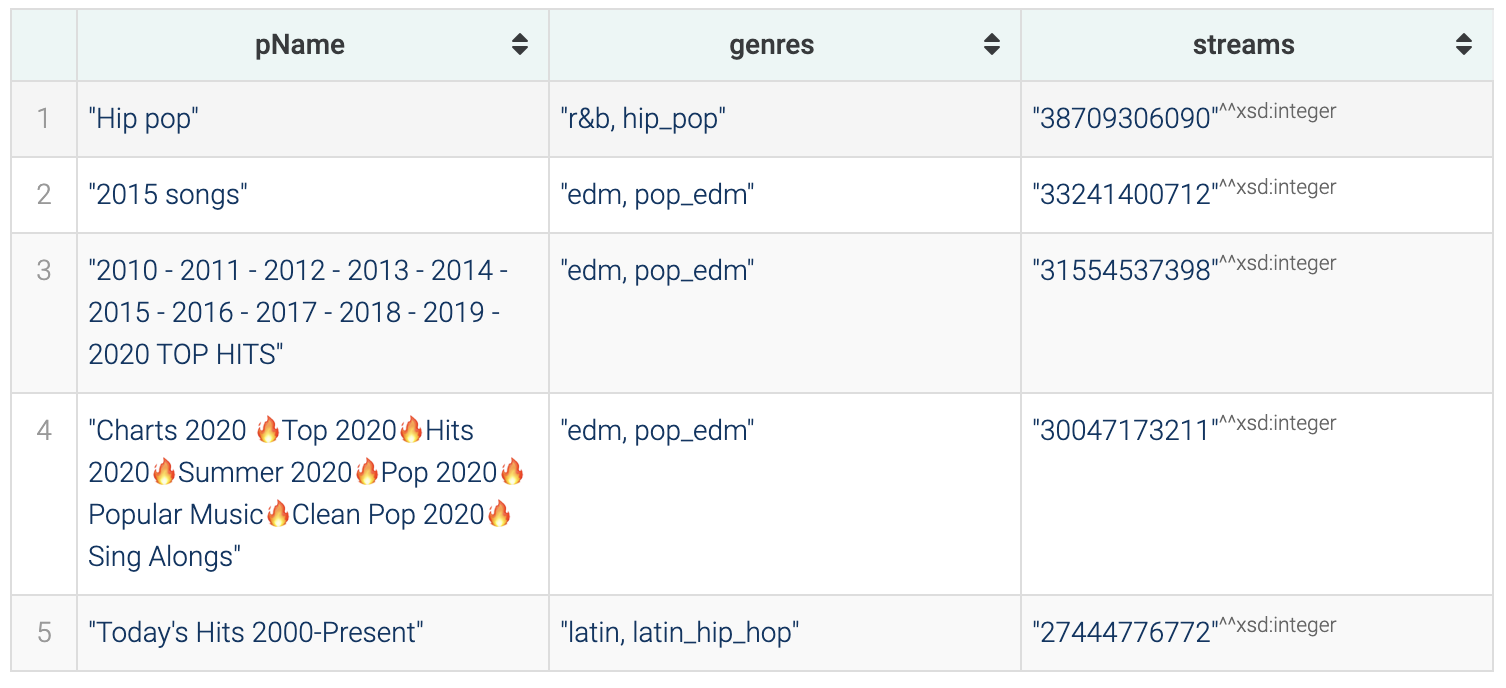 pName genres streams
1 "Hip pop" "r&b, hip_pop" "38709306090"^^xsd:integer
2 "2015 songs" "edm, pop_edm" "33241400712"^^xsd:integer
3 "2010 - 2011 - 2012 - 2013 - 2014 - "edm, pop_edm" "31554537398"^^xsd:integer
2015 - 2016 - 2017 - 2018 - 2019 -
2020 TOP HITS"
4 "Charts 2020 🔥Top 2020🔥Hits "edm, pop_edm" "30047173211"^^xsd:integer
2020🔥Summer 2020🔥Pop 2020🔥
Popular Music🔥Clean Pop 2020🔥
Sing Alongs"
5 "Today's Hits 2000-Present" "latin, latin_hip_hop" "27444776772"^^xsd:integer